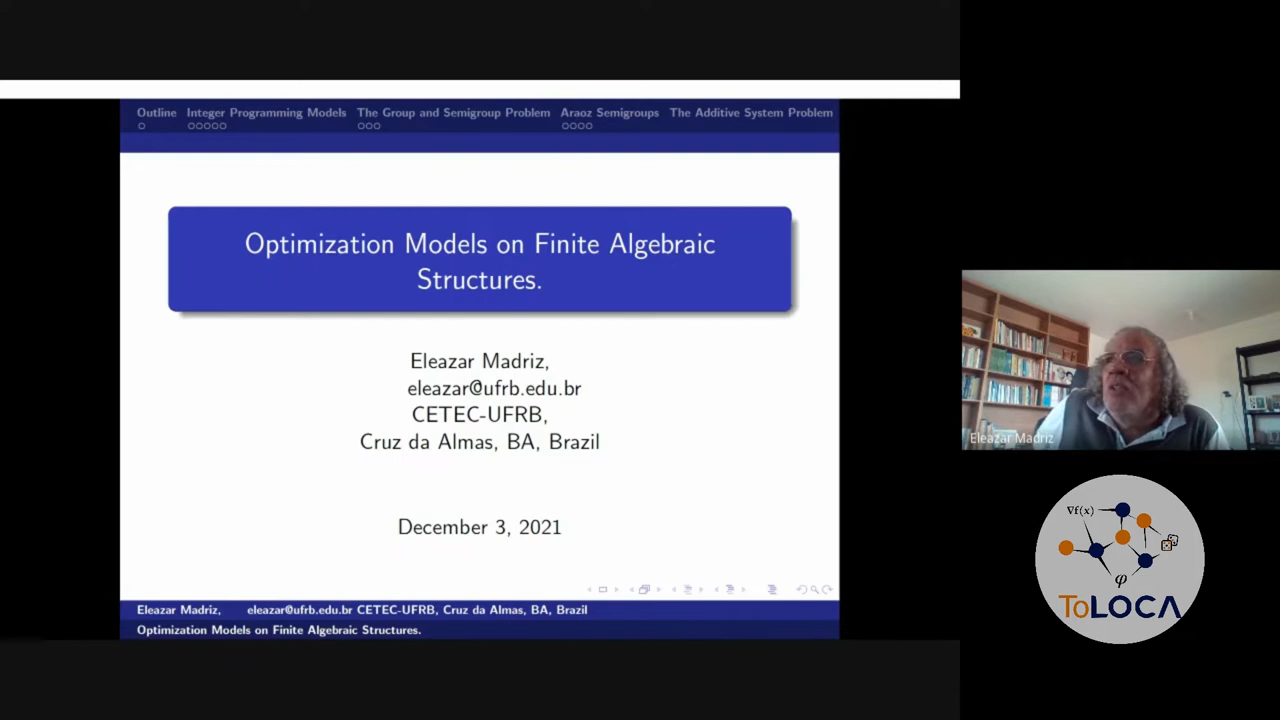 Outline Integer Programming Models The Group and Semigroup Problem Araoz Semigroups The Additive System Problem
Optimization Models on Finite Algebraic
Structures.
Eleazar Madriz,
eleazar@ufrb.edu.br
CETEC-UFRB,
Cruz da Almas, BA, Brazil
December 3, 2021
Eleazar Madriz, eleazar@ufrb.edu.br CETEC-UFRB, Cruz da Almas, BA, Brazil
Optimization Models on Finite Algebraic Structures.
Eleazar Madriz
∇f(x)
φ
ToLOCA